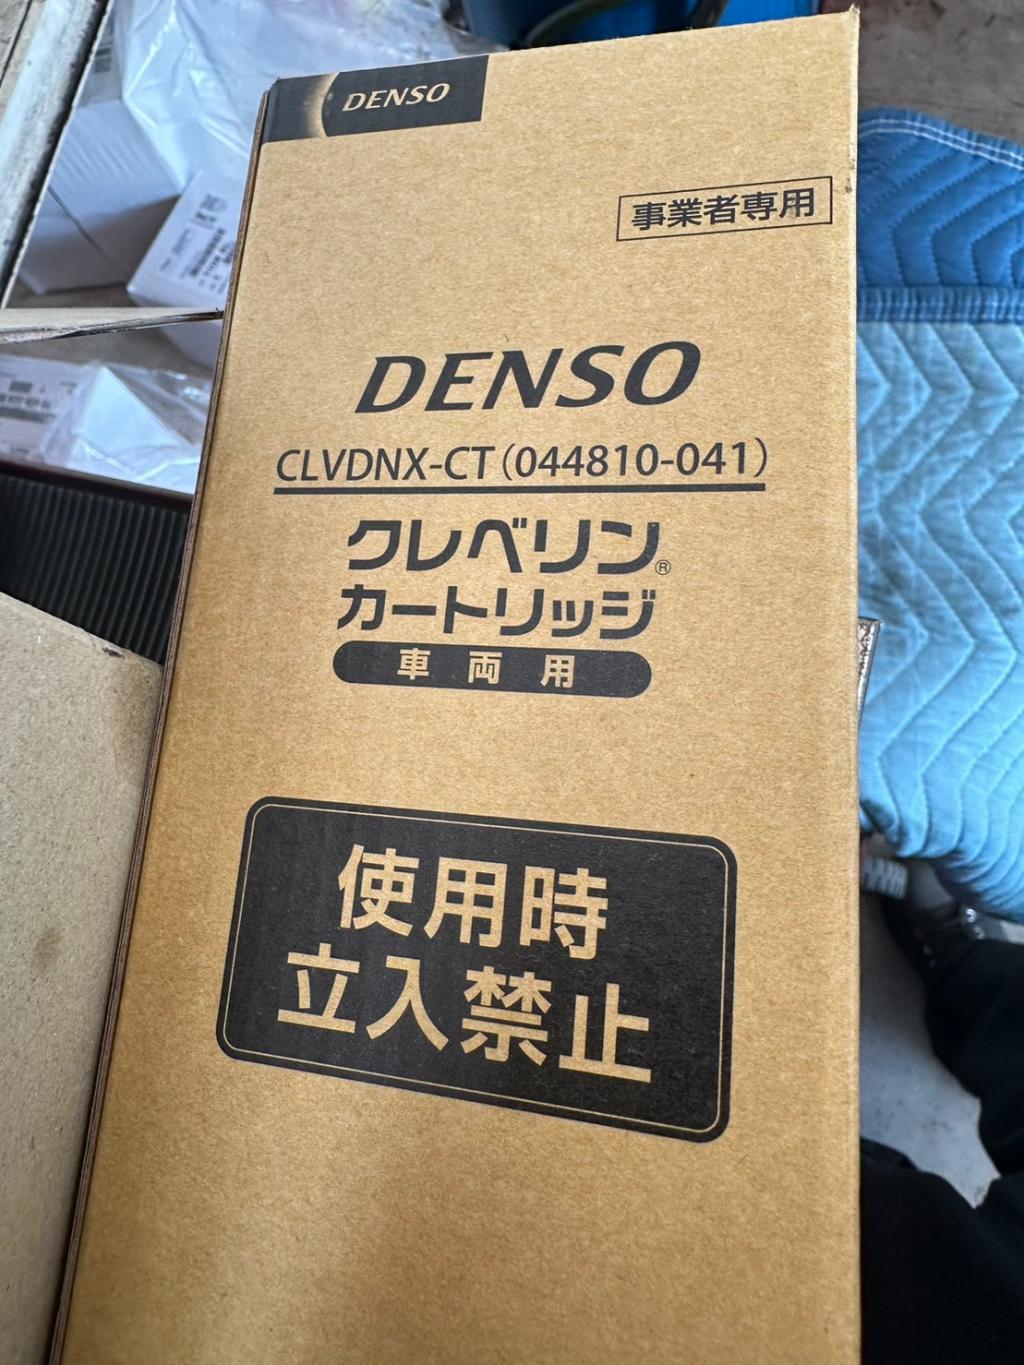 DENSO
事業者専用
DENSO
CLVDNX-CT(044810-041)
クレベリン®
カートリッジ
車両用
使用時
立入禁止